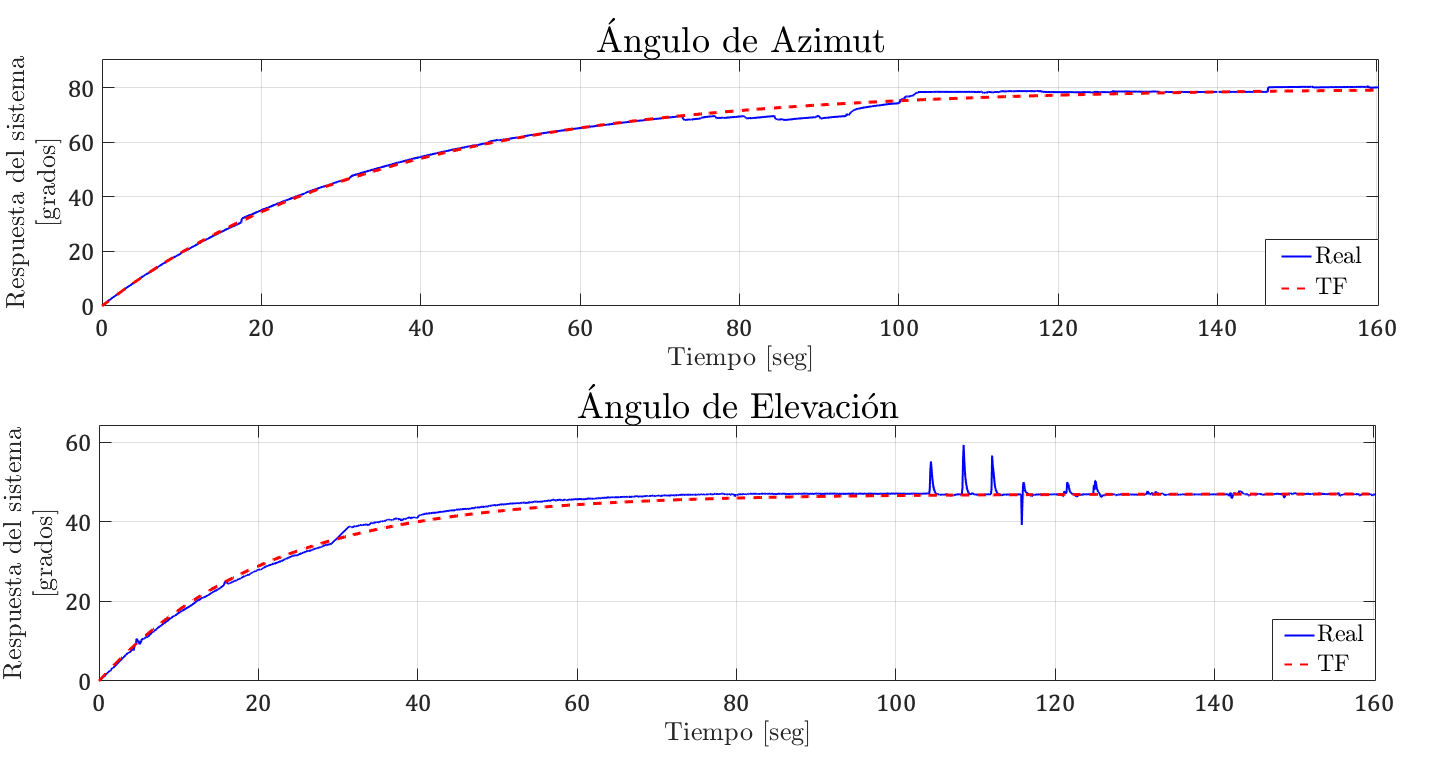 Ángulo de Azimut
Respuesta del sistema
[grados]
80
60
40
20
0
Real
TF
0 20 40 60 80 100 120 140 160
Tiempo [seg]
Ángulo de Elevación
Respuesta del sistema
[grados]
60
40
20
0
Real
TF
0 20 40 60 80 100 120 140 160
Tiempo [seg]